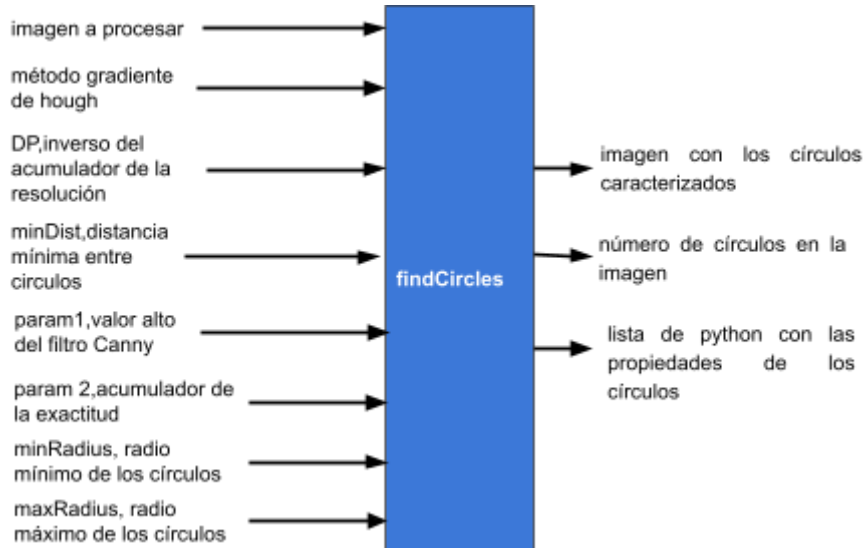 imagen a procesar
método gradiente
de hough
DP,inverso del
acumulador de la
resolución
minDist,distancia
mínima entre
circulos
param1,valor alto
del filtro Canny
param 2,acumulador de
la exactitud
minRadius, radio
mínimo de los círculos
maxRadius, radio
máximo de los círculos
findCircles
imagen con los círculos
caracterizados
número de círculos en la
imagen
lista de python con las
propiedades de los
círculos